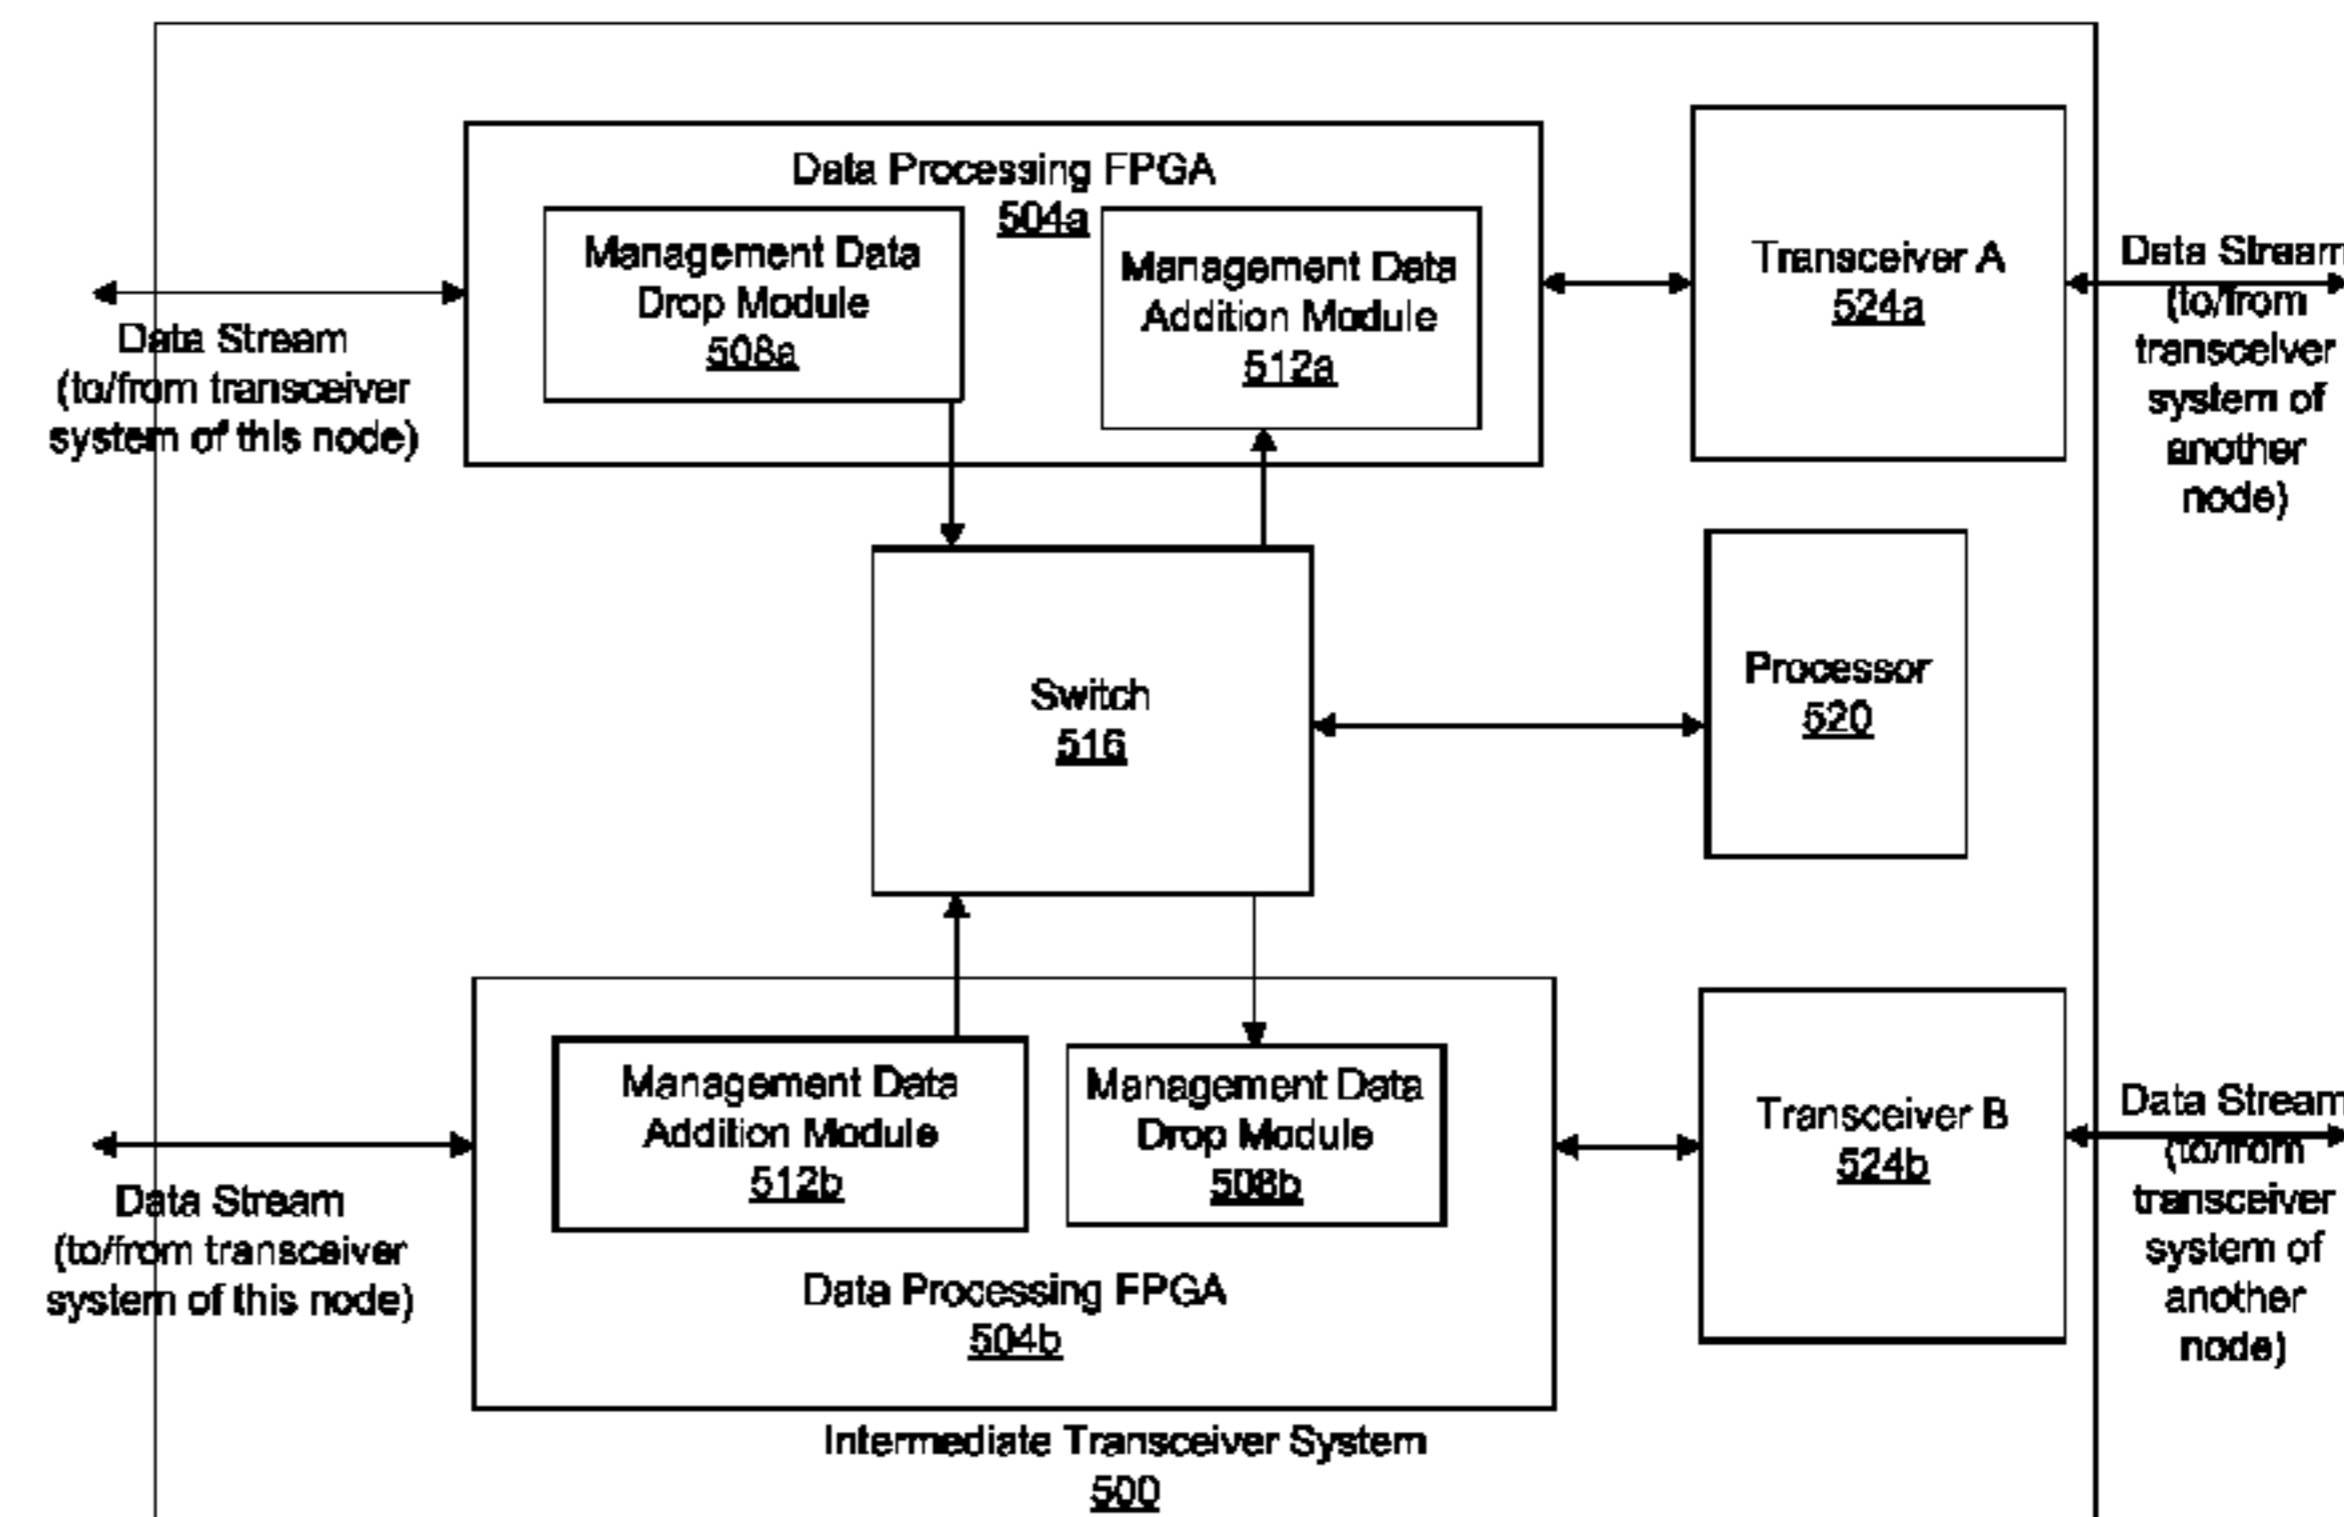 Data Processing FPGA
504a
Management Data
Drop Module
508a
Management Data
Addition Module
512a
Transceiver A
524a
Data Stream
(to/from
transceiver
system of
another
node)
Data Stream
(to/from transceiver
system of this node)
Switch
516
Processor
520
Management Data
Addition Module
512b
Management Data
Drop Module
508b
Data Processing FPGA
504b
Transceiver B
524b
Data Stream
(to/from
transceiver
system of
another
node)
Data Stream
(to/from transceiver
system of this node)
Intermediate Transceiver System
500